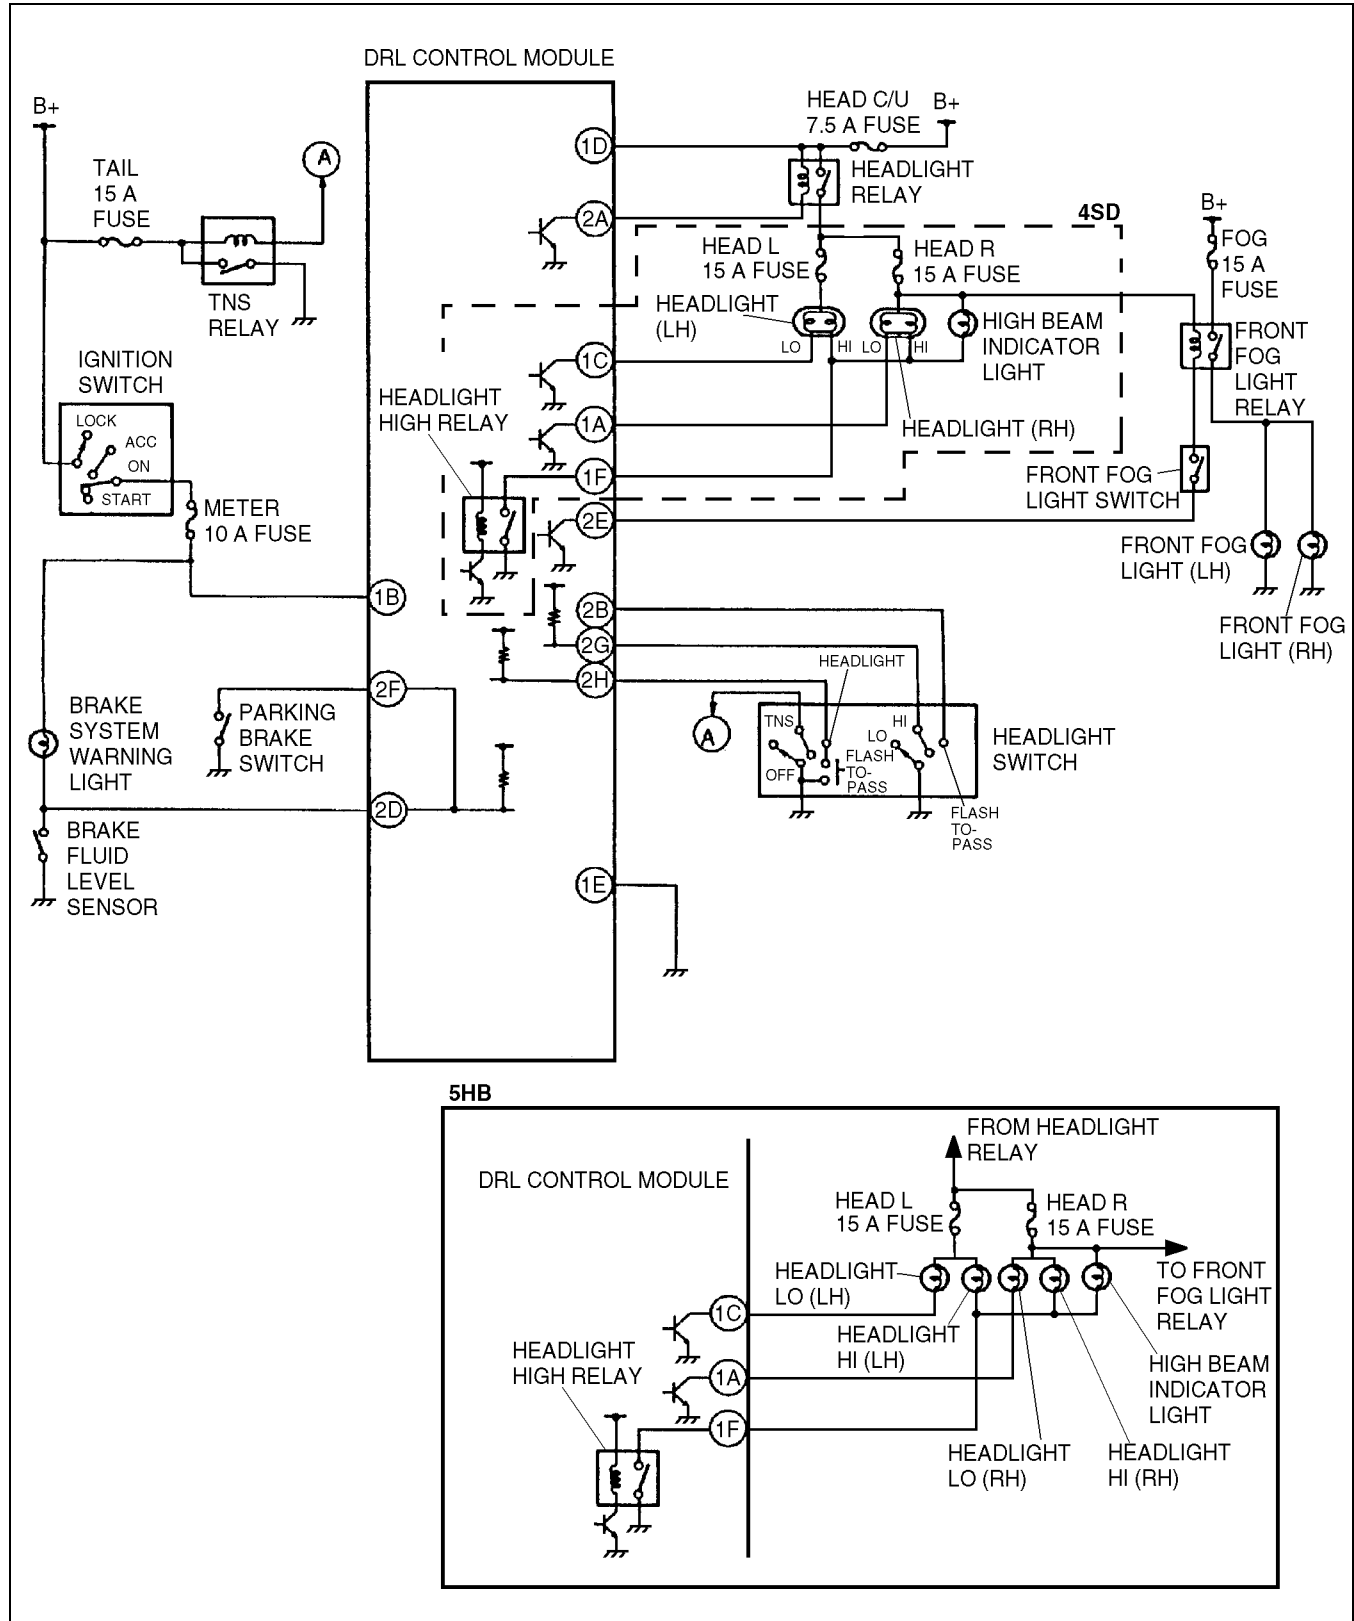 DRL CONTROL MODULE
B+
TAIL
15 A
FUSE
A
TNS
RELAY
IGNITION
SWITCH
LOCK
ACC
ON
START
METER
10 A FUSE
1B
BRAKE
SYSTEM
WARNING
LIGHT
2F
PARKING
BRAKE
SWITCH
2D
BRAKE
FLUID
LEVEL
SENSOR
HEADLIGHT
HIGH RELAY
1D
2A
1C
1A
1F
2E
2B
2G
2H
1E
HEAD C/U
7.5 A FUSE
B+
HEADLIGHT
RELAY
4SD
HEAD L
15 A FUSE
HEAD R
15 A FUSE
HEADLIGHT
(LH)
LO
HI
LO
HI
HIGH BEAM
INDICATOR
LIGHT
HEADLIGHT (RH)
B+
FOG
15 A
FUSE
FRONT
FOG
LIGHT
RELAY
FRONT FOG
LIGHT SWITCH
FRONT FOG
LIGHT (LH)
FRONT FOG
LIGHT (RH)
HEADLIGHT
A
TNS
OFF
FLASH
TO-
PASS
HI
LO
HEADLIGHT
SWITCH
FLASH
TO-
PASS
5HB
DRL CONTROL MODULE
FROM HEADLIGHT
RELAY
HEAD L
15 A FUSE
HEAD R
15 A FUSE
HEADLIGHT
LO (LH)
TO FRONT
FOG LIGHT
RELAY
1C
HEADLIGHT
HI (LH)
HEADLIGHT
HIGH RELAY
1A
1F
HIGH BEAM
INDICATOR
LIGHT
HEADLIGHT
LO (RH)
HEADLIGHT
HI (RH)